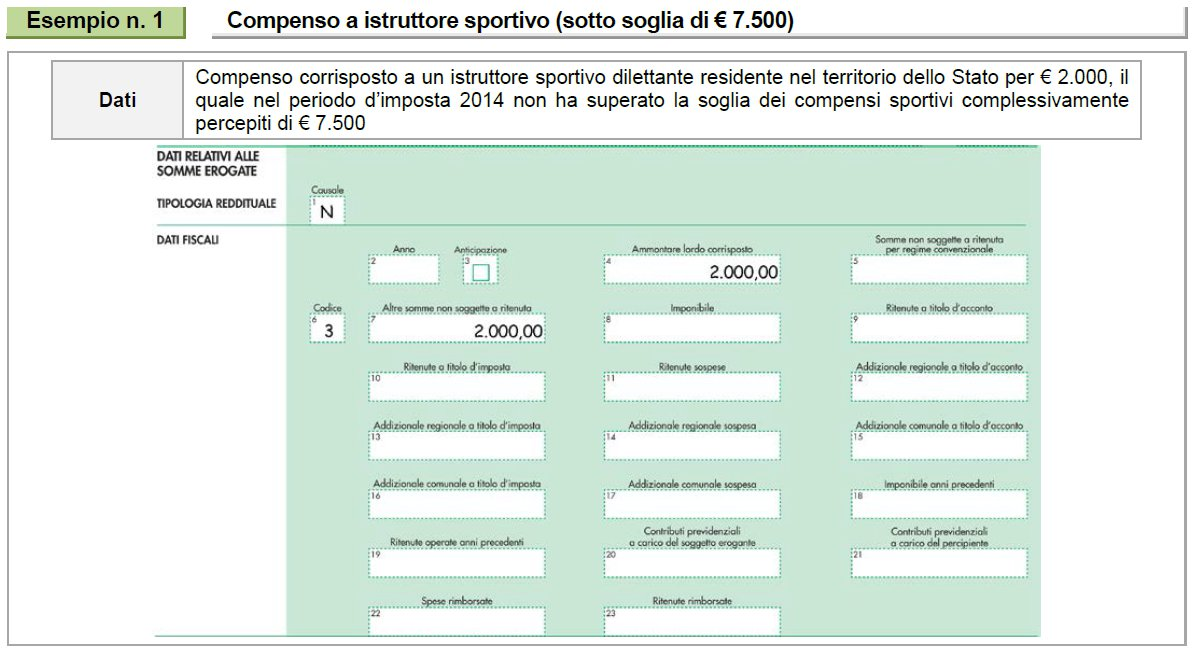 Esempio n. 1
Compenso a istruttore sportivo (sotto soglia di € 7.500)
Dati
Compenso corrisposto a un istruttore sportivo dilettante residente nel territorio dello Stato per € 2.000, il
quale nel periodo d'imposta 2014 non ha superato la soglia dei compensi sportivi complessivamente
percepiti di € 7.500
DATI RELATIVI ALLE
SOMME EROGATE
TIPOLOGIA REDDITUALE
Causale
1 N
DATI FISCALI
Anno
2
Anticipazione
3
Ammontare lordo corrisposto
4 2.000,00
Somme non soggette a ritenuta
per regime convenzionale
5
Codice
6 3
Altre somme non soggette a ritenuta
7 2.000,00
Imponibile
8
Ritenute a titolo d'acconto
9
Ritenute a titolo d'imposta
10
Ritenute sospese
11
Addizionale regionale a titolo d'acconto
12
Addizionale regionale a titolo d'imposta
13
Addizionale regionale sospesa
14
Addizionale comunale a titolo d'acconto
15
Addizionale comunale a titolo d'imposta
16
Addizionale comunale sospesa
17
Imponibile anni precedenti
18
Ritenute operate anni precedenti
19
Contributi previdenziali
a carico del soggetto erogante
20
Contributi previdenziali
a carico del percipiente
21
Spese rimborsate
22
Ritenute rimborsate
23